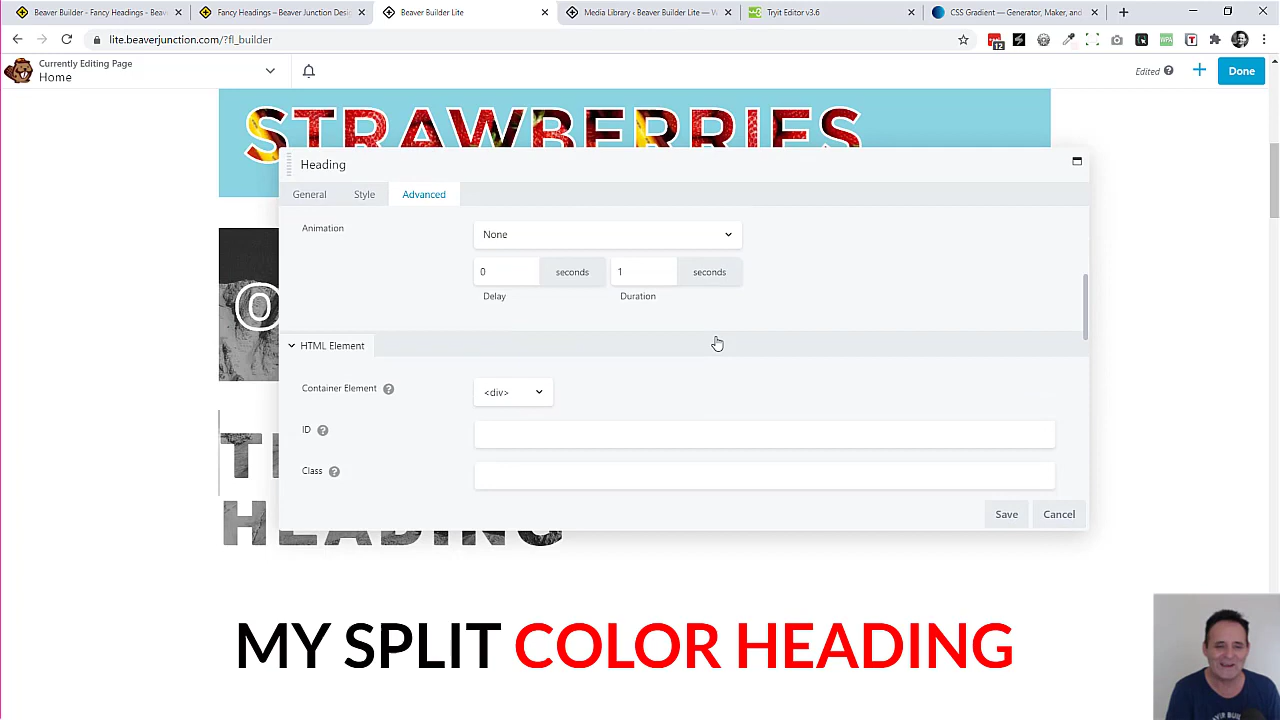 Beaver Builder - Fancy Headings – Beav
Fancy Headings – Beaver Junction Desi
Beaver Builder Lite
Media Library ‹ Beaver Builder Lite — W
Tryit Editor v3.6
CSS Gradient — Generator, Maker, and
lite.beaverjunction.com/?fl_builder
12
WPA
T
Currently Editing Page
Home
Edited
Done
STRAWBERRIES
Heading
General
Style
Advanced
Animation
None
0
seconds
1
seconds
Delay
Duration
HTML Element
Container Element
<div>
ID
Class
Save
Cancel
HEADING
MY SPLIT COLOR HEADING